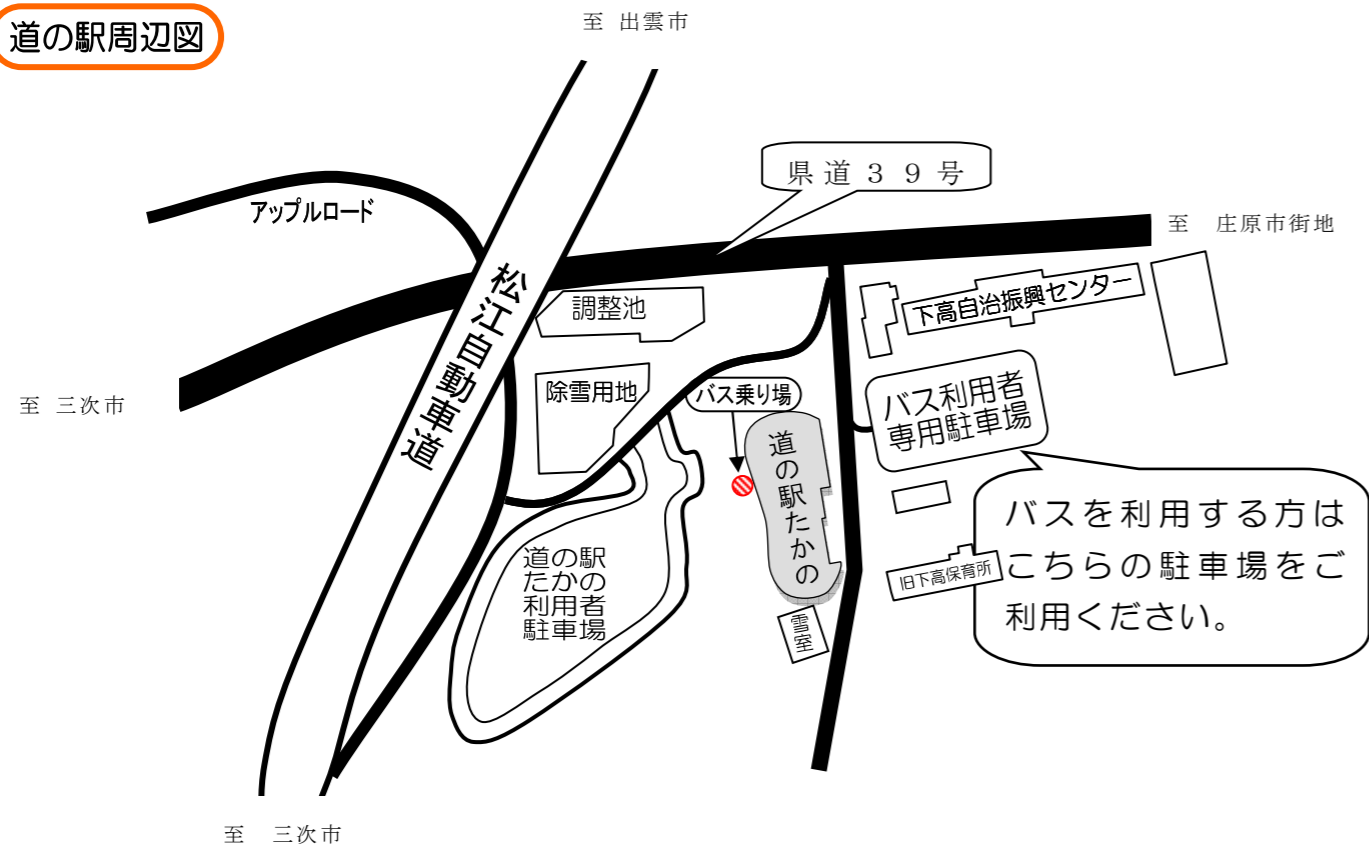 道の駅周辺図
至 出雲市
県道３９号
アップルロード
至 庄原市街地
松江自動車道
調整池
下高自治振興センター
除雪用地
バス乗り場
バス利用者
専用駐車場
至 三次市
道の駅たかの
バスを利用する方は
こちらの駐車場をご
利用ください。
道の駅
たかの
利用者
駐車場
旧下高保育所
雪室
至 三次市